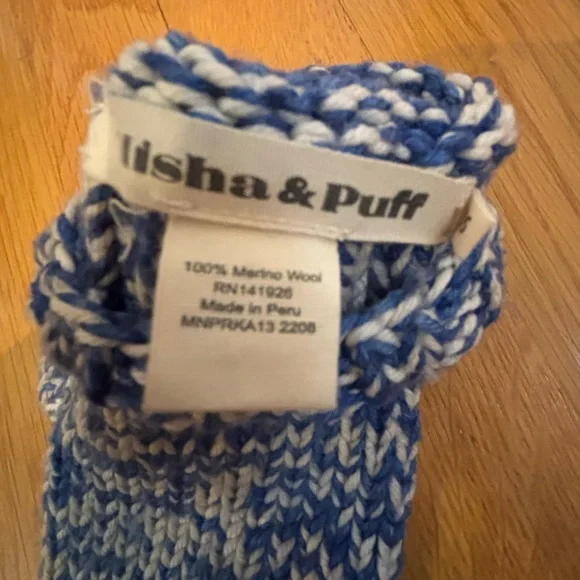 Misha & Puff
100% Merino Wool
RN141926
Made in Peru
MNPRKA13 2208